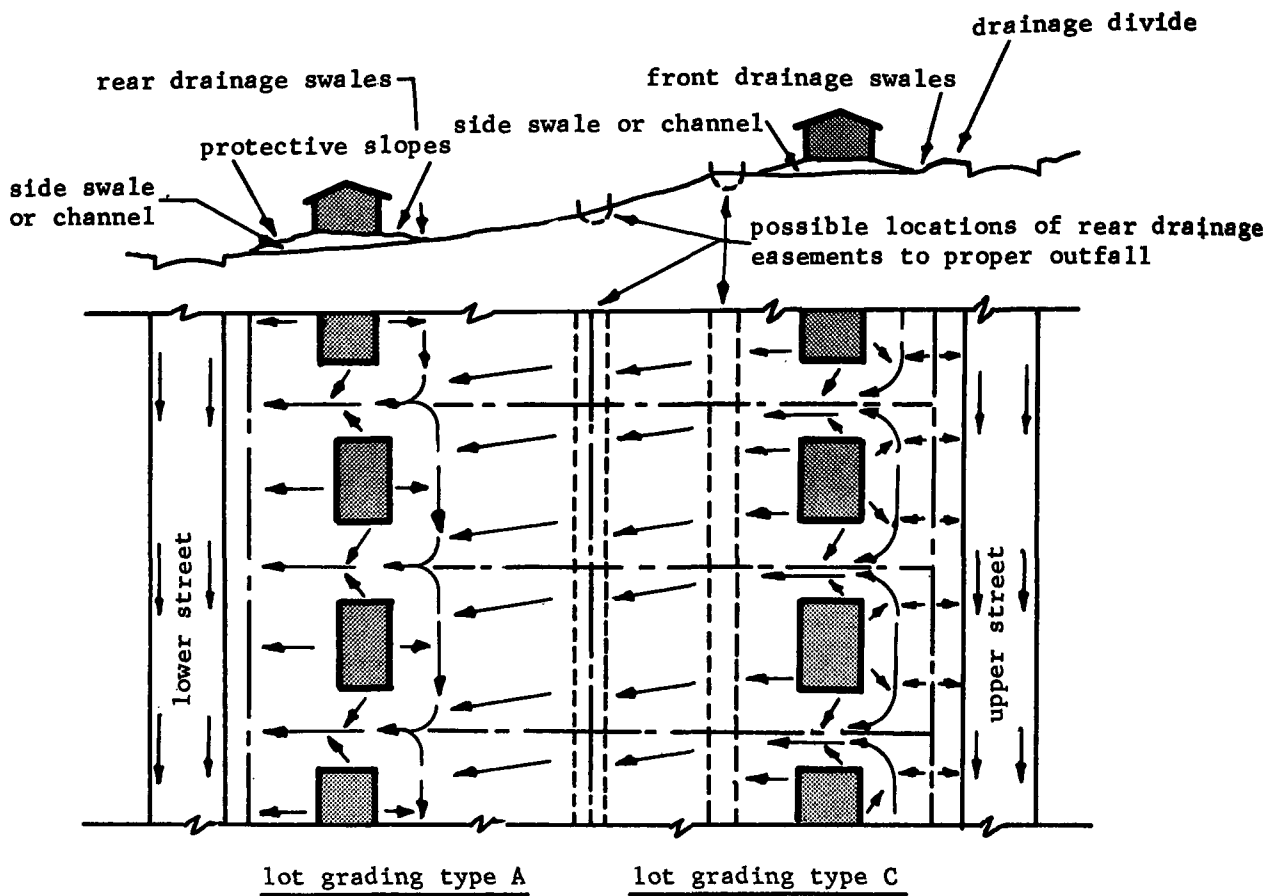 drainage divide
rear drainage swales
front drainage swales
side swale or channel
protective slopes
side swale
or channel
possible locations of rear drainage
easements to proper outfall
lower street
upper street
lot grading type A
lot grading type C